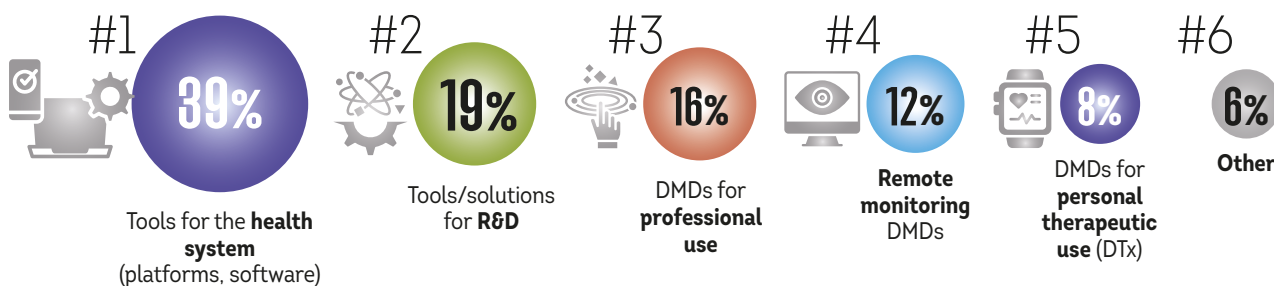 #1
39%
Tools for the health
system
(platforms, software)
#2
19%
Tools/solutions
for R&D
#3
16%
DMDs for
professional
use
#4
12%
Remote
monitoring
DMDs
#5
8%
DMDs for
personal
therapeutic
use (DTx)
#6
6%
Other